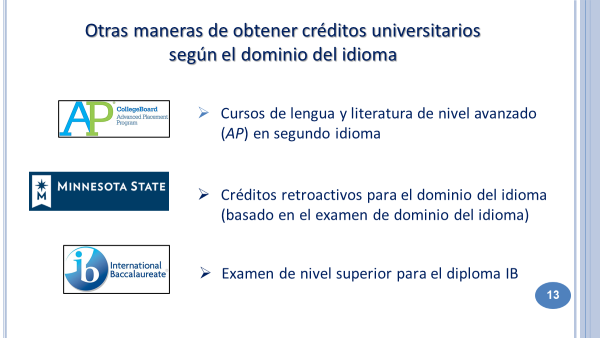 Otras maneras de obtener créditos universitarios
según el dominio del idioma
AP CollegeBoard
Advanced Placement
Program
➢ Cursos de lengua y literatura de nivel avanzado
(AP) en segundo idioma
M MINNESOTA STATE
➢ Créditos retroactivos para el dominio del idioma
(basado en el examen de dominio del idioma)
ib International
Baccalaureate
➢ Examen de nivel superior para el diploma IB
13